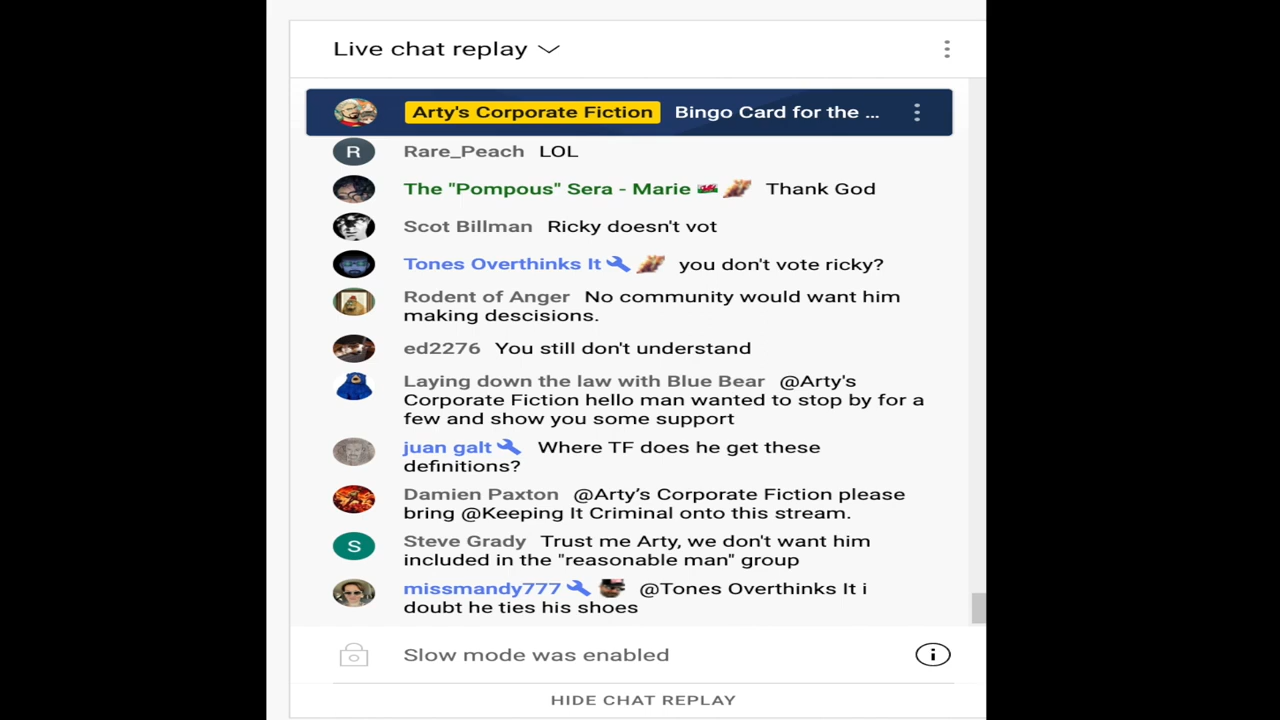 Live chat replay
Arty's Corporate Fiction Bingo Card for the ...
R Rare_Peach LOL
The "Pompous" Sera - Marie Thank God
Scot Billman Ricky doesn't vot
Tones Overthinks It you don't vote ricky?
Rodent of Anger No community would want him
making descisions.
ed2276 You still don't understand
Laying down the law with Blue Bear @Arty's
Corporate Fiction hello man wanted to stop by for a
few and show you some support
juan galt Where TF does he get these
definitions?
Damien Paxton @Arty’s Corporate Fiction please
bring @Keeping It Criminal onto this stream.
S Steve Grady Trust me Arty, we don't want him
included in the "reasonable man" group
missmandy777 @Tones Overthinks It i
doubt he ties his shoes
Slow mode was enabled
HIDE CHAT REPLAY